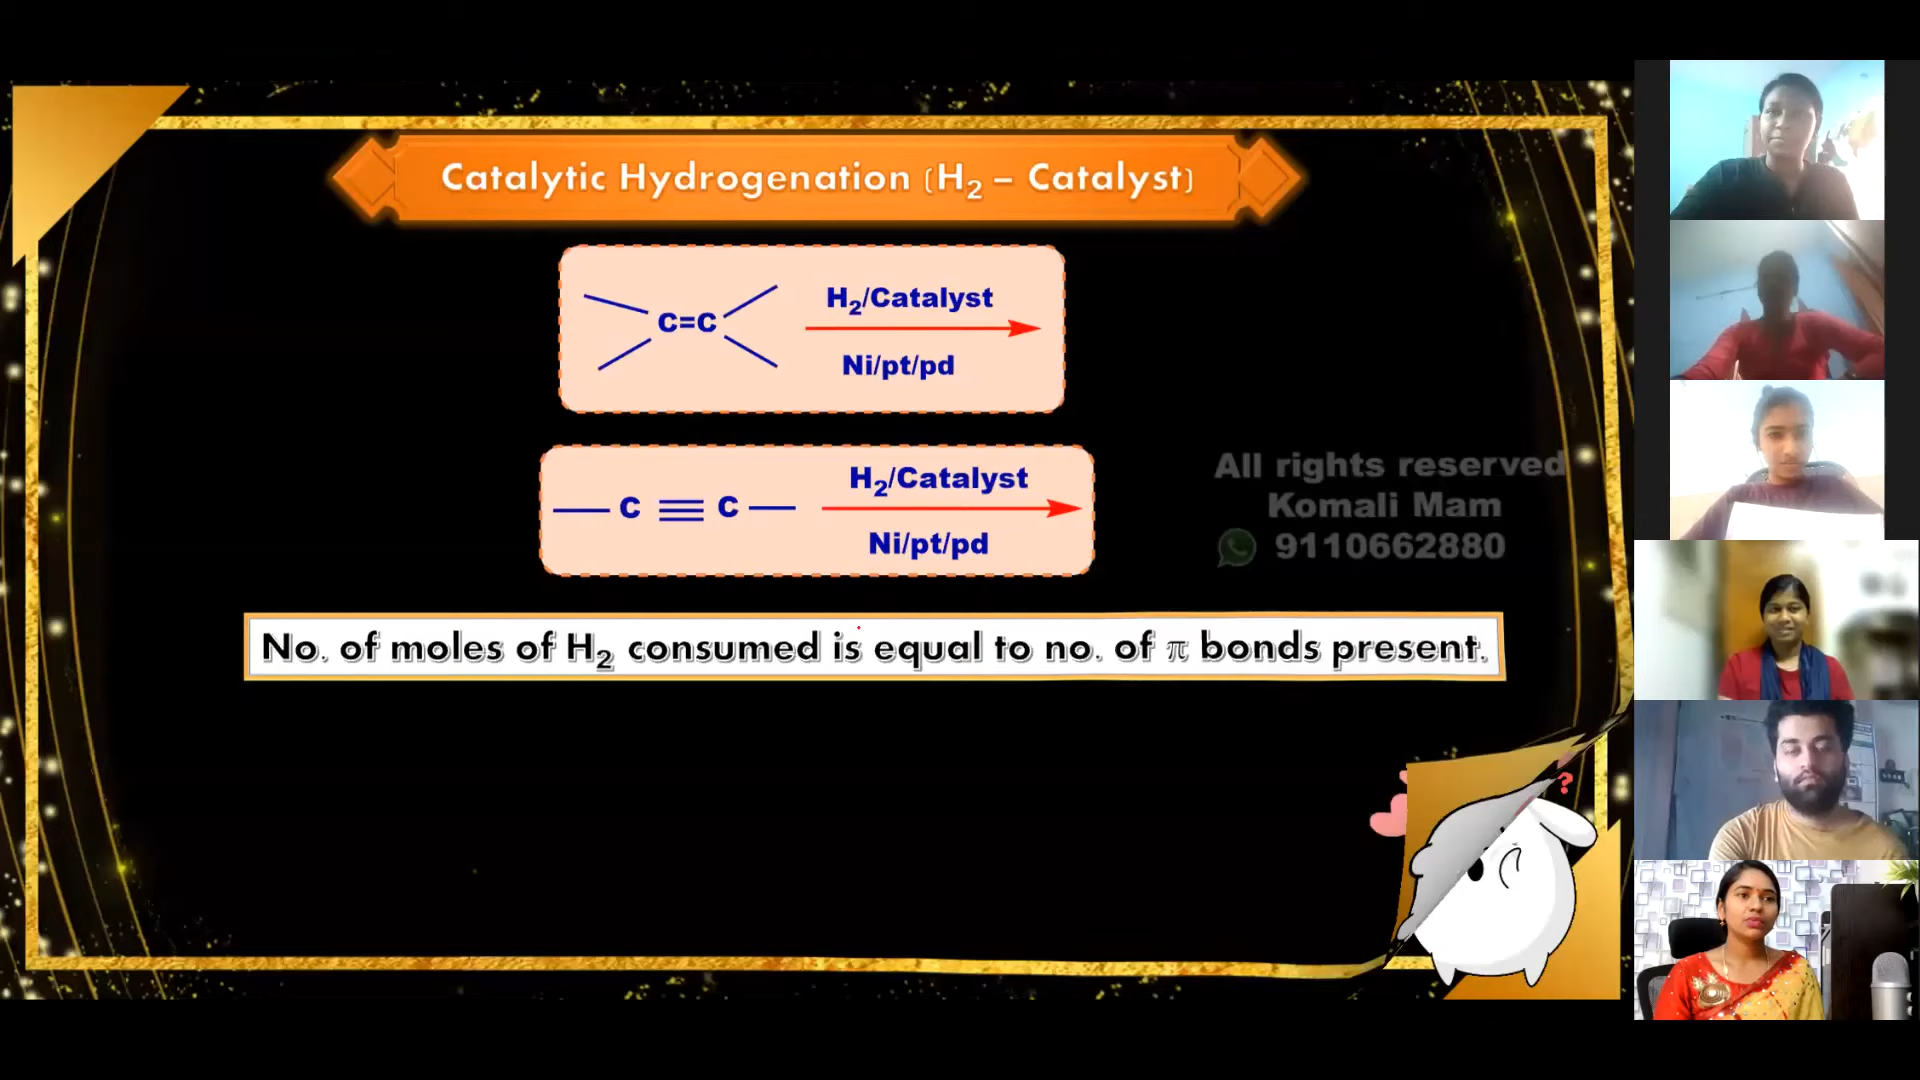 Catalytic Hydrogenation (H₂ – Catalyst)
C=C
H₂/Catalyst
Ni/pt/pd
— C ≡ C —
H₂/Catalyst
Ni/pt/pd
All rights reserved
Komali Mam
9110662880
No. of moles of H₂ consumed is equal to no. of π bonds present.
?